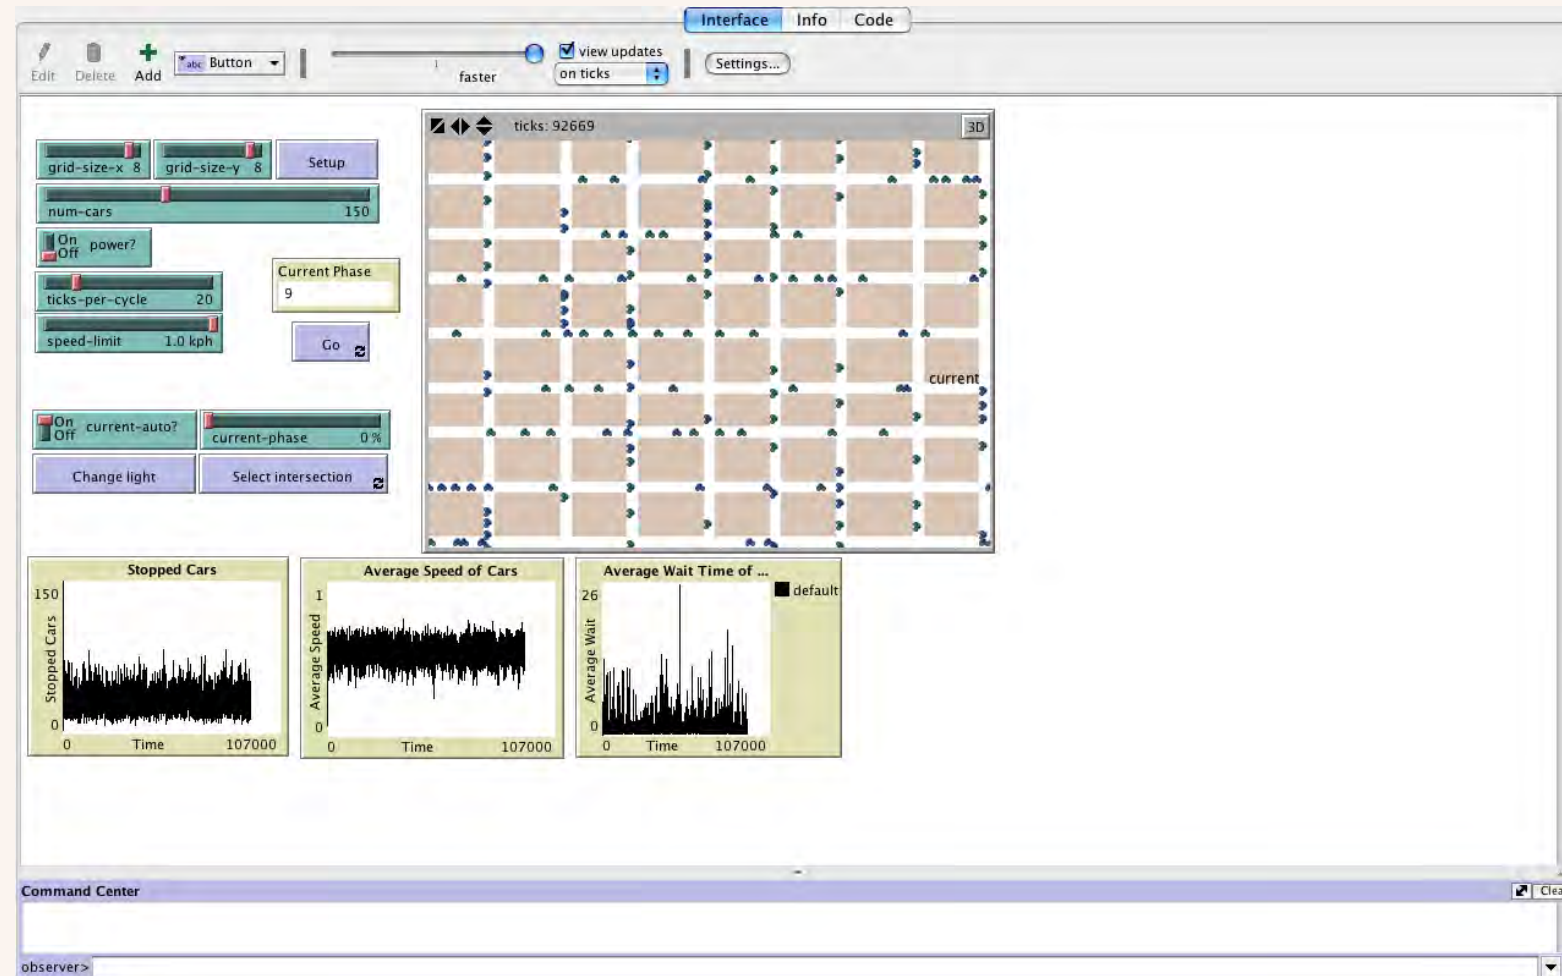 Interface Info Code
Edit Delete Add abc Button faster view updates on ticks Settings...
ticks: 92669 3D
grid-size-x 8 grid-size-y 8 Setup
num-cars 150
On Off power?
Current Phase
9
ticks-per-cycle 20
speed-limit 1.0 kph
Go
current
On Off current-auto? current-phase 0 %
Change light Select intersection
Stopped Cars
150
Stopped Cars
0
0 Time 107000
Average Speed of Cars
1
Average Speed
0
0 Time 107000
Average Wait Time of ...
26
default
Average Wait
0
0 Time 107000
Command Center Clea
observer>